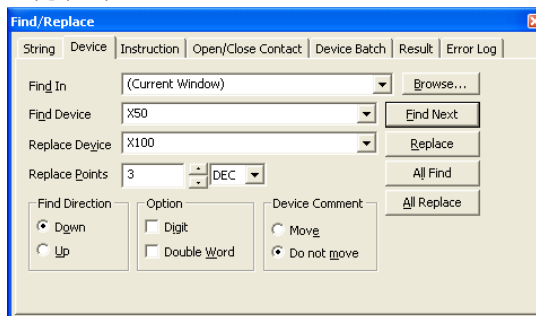 Find/Replace
String Device Instruction Open/Close Contact Device Batch Result Error Log
Find In (Current Window) Browse...
Find Device X50 Find Next
Replace Device X100 Replace
Replace Points 3 DEC All Find
Find Direction Option Device Comment All Replace
Down Digit Move
Up Double Word Do not move